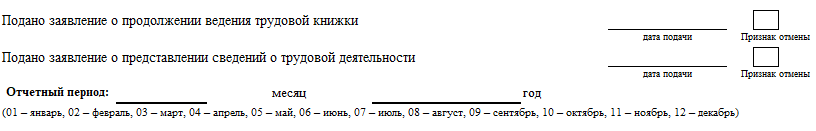 Подано заявление о продолжении ведения трудовой книжки
дата подачи Признак отмены
Подано заявление о представлении сведений о трудовой деятельности
дата подачи Признак отмены
Отчетный период: месяц год
(01 – январь, 02 – февраль, 03 – март, 04 – апрель, 05 – май, 06 – июнь, 07 – июль, 08 – август, 09 – сентябрь, 10 – октябрь, 11 – ноябрь, 12 – декабрь)